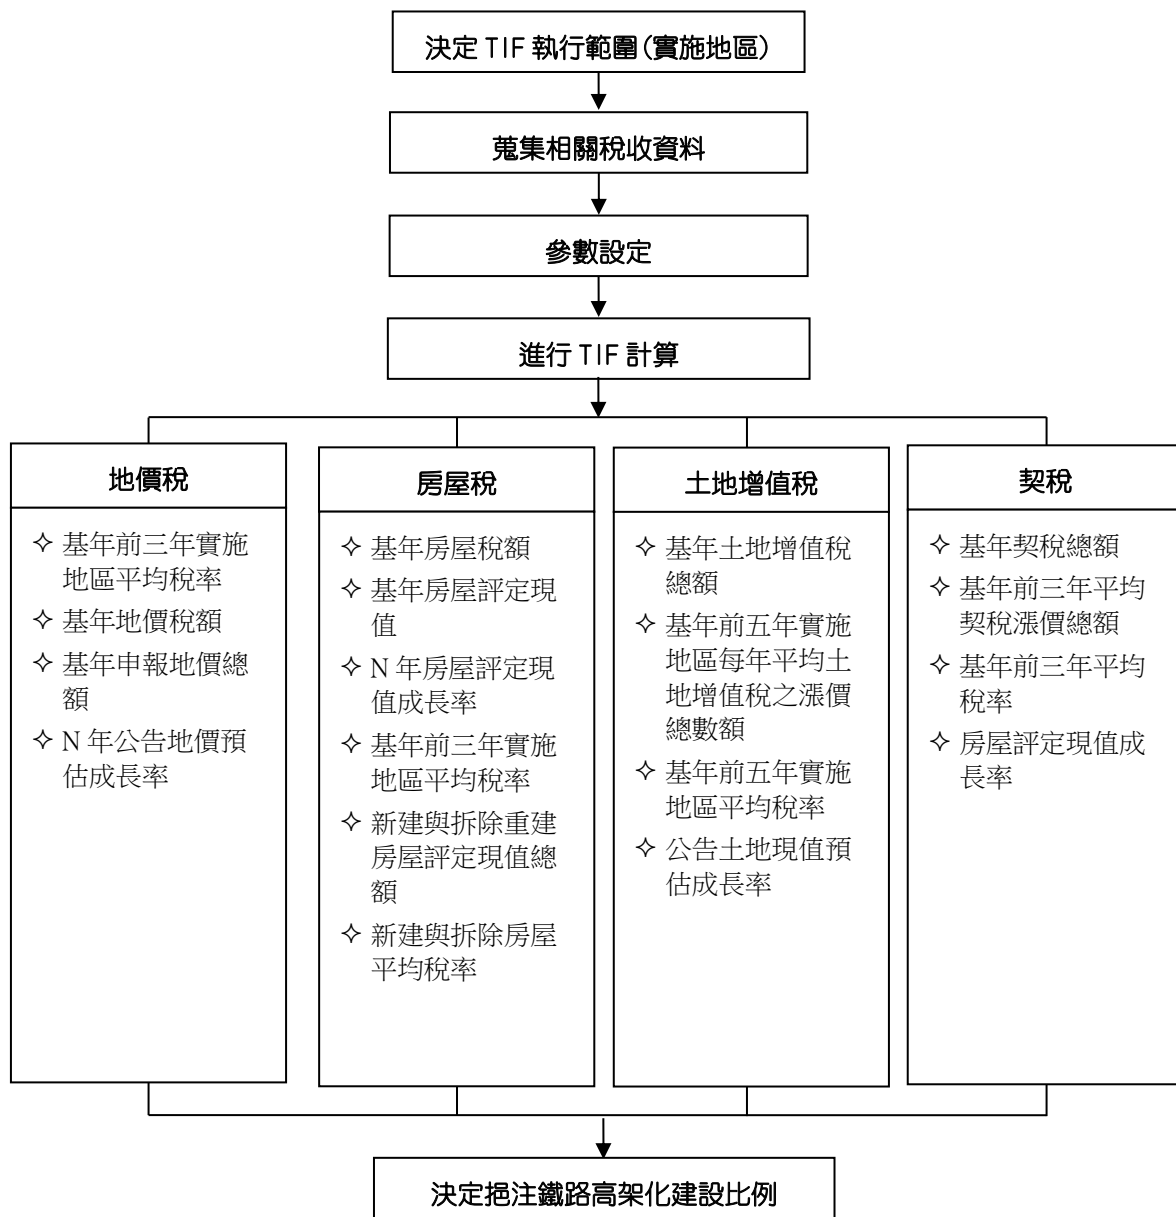 決定 TIF 執行範圍(實施地區)
蒐集相關稅收資料
參數設定
進行 TIF 計算
地價稅
✧ 基年前三年實施
地區平均稅率
✧ 基年地價稅額
✧ 基年申報地價總
額
✧ N 年公告地價預
估成長率
房屋稅
✧ 基年房屋稅額
✧ 基年房屋評定現
值
✧ N 年房屋評定現
值成長率
✧ 基年前三年實施
地區平均稅率
✧ 新建與拆除重建
房屋評定現值總
額
✧ 新建與拆除房屋
平均稅率
土地增值稅
✧ 基年土地增值稅
總額
✧ 基年前五年實施
地區每年平均土
地增值稅之漲價
總數額
✧ 基年前五年實施
地區平均稅率
✧ 公告土地現值預
估成長率
契稅
✧ 基年契稅總額
✧ 基年前三年平均
契稅漲價總額
✧ 基年前三年平均
稅率
✧ 房屋評定現值成
長率
決定挹注鐵路高架化建設比例